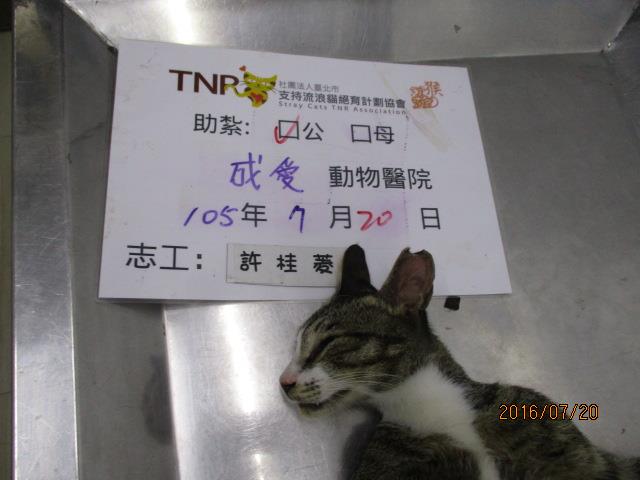 TNR 社團法人臺北市
支持流浪貓絕育計劃協會
Stray Cats TNR Association
助紮: ☑公 □母
成愛 動物醫院
105年 7月20日
志工: 許桂菱
2016/07/20